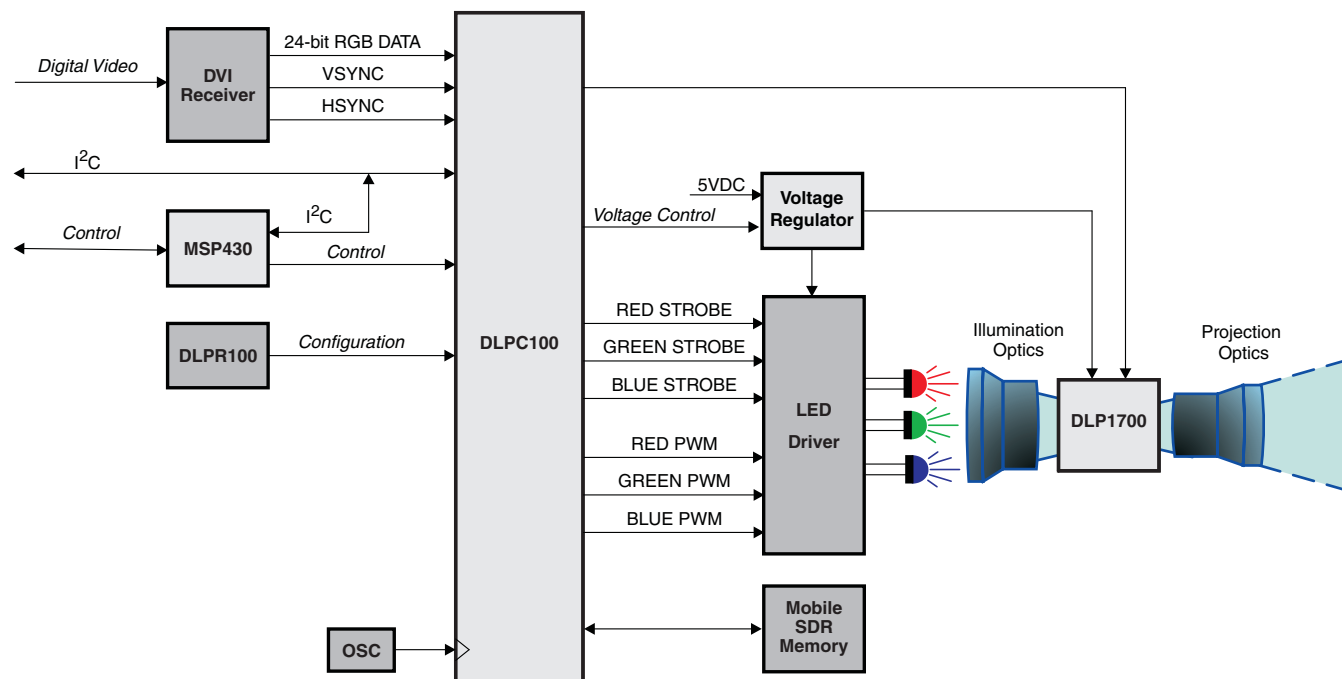 Digital Video
DVI
Receiver
24-bit RGB DATA
VSYNC
HSYNC
I²C
I²C
Control
MSP430
Control
DLPR100
Configuration
OSC
DLPC100
5VDC
Voltage Control
Voltage
Regulator
RED STROBE
GREEN STROBE
BLUE STROBE
RED PWM
GREEN PWM
BLUE PWM
LED
Driver
Mobile
SDR
Memory
Illumination
Optics
DLP1700
Projection
Optics